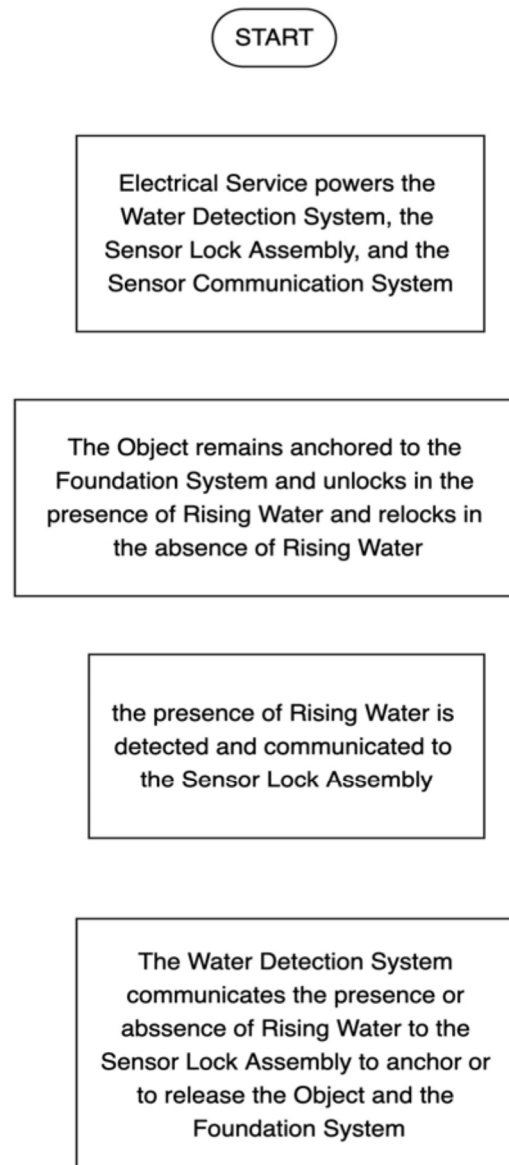 START
Electrical Service powers the
Water Detection System, the
Sensor Lock Assembly, and the
Sensor Communication System
The Object remains anchored to the
Foundation System and unlocks in the
presence of Rising Water and relocks in
the absence of Rising Water
the presence of Rising Water is
detected and communicated to
the Sensor Lock Assembly
The Water Detection System
communicates the presence or
abssence of Rising Water to the
Sensor Lock Assembly to anchor or
to release the Object and the
Foundation System